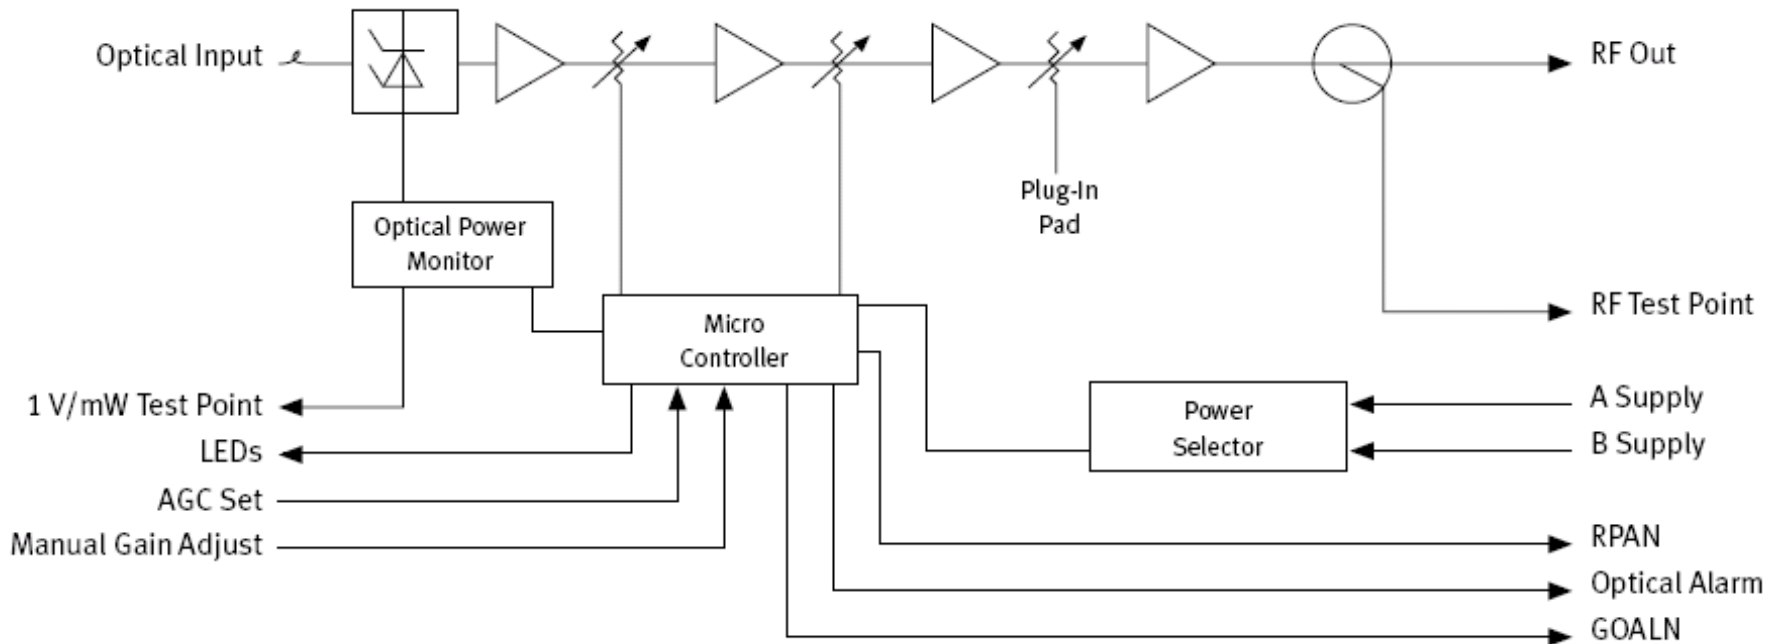 Optical Input
RF Out
Plug-In
Pad
Optical Power
Monitor
Micro
Controller
RF Test Point
1 V/mW Test Point
LEDs
AGC Set
Manual Gain Adjust
Power
Selector
A Supply
B Supply
RPAN
Optical Alarm
GOALN